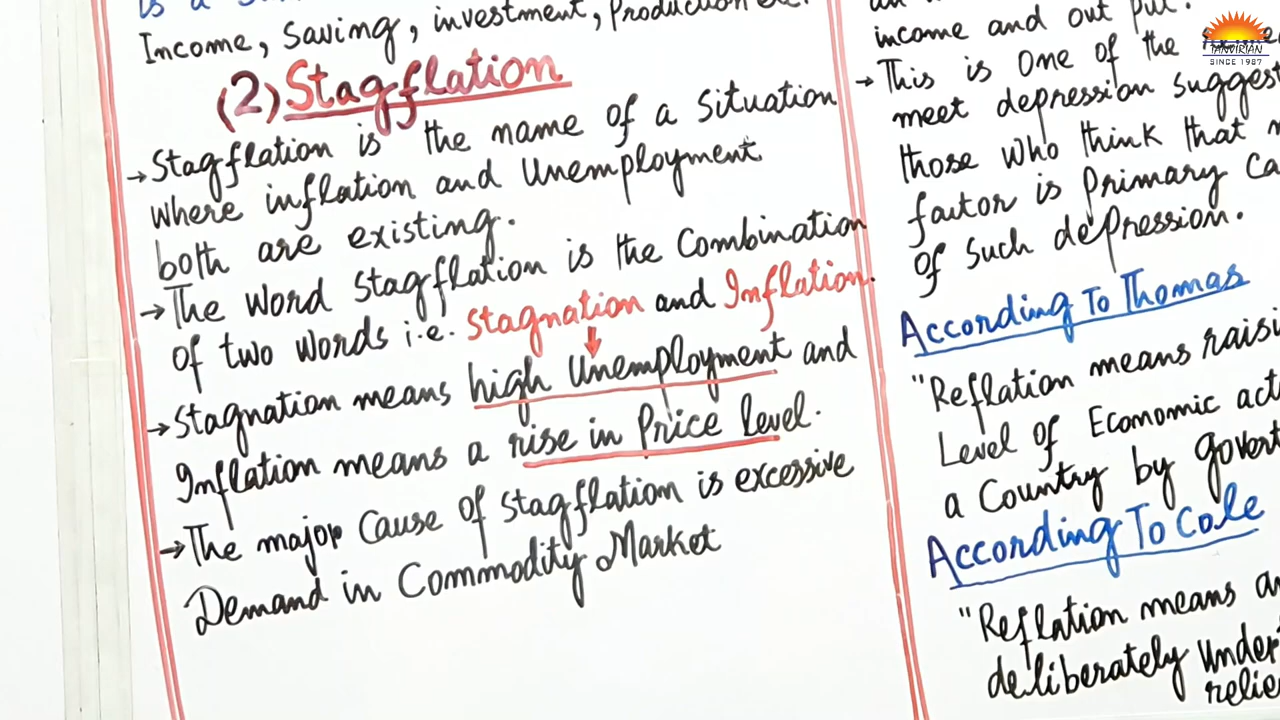 is a
Income, Saving, investment, Production etc.
(2) Stagflation
→ Stagflation is the name of a Situation
where inflation and Unemployment
both are existing.
→ The word Stagflation is the Combination
of two words i.e. Stagnation and Inflation.
→ Stagnation means high Unemployment and
Inflation means a rise in Price level.
→ The major Cause of Stagflation is excessive
Demand in Commodity Market
income and out put.
→ This is one of the
meet depression suggest
those who think that
factor is Primary Ca
of Such depression.
According To Thomas
"Reflation means raisi
Level of Economic acti
a Country by govern
According To Cole
"Reflation means a
deliberately under
relie
TANVIRIAN
SINCE 1987